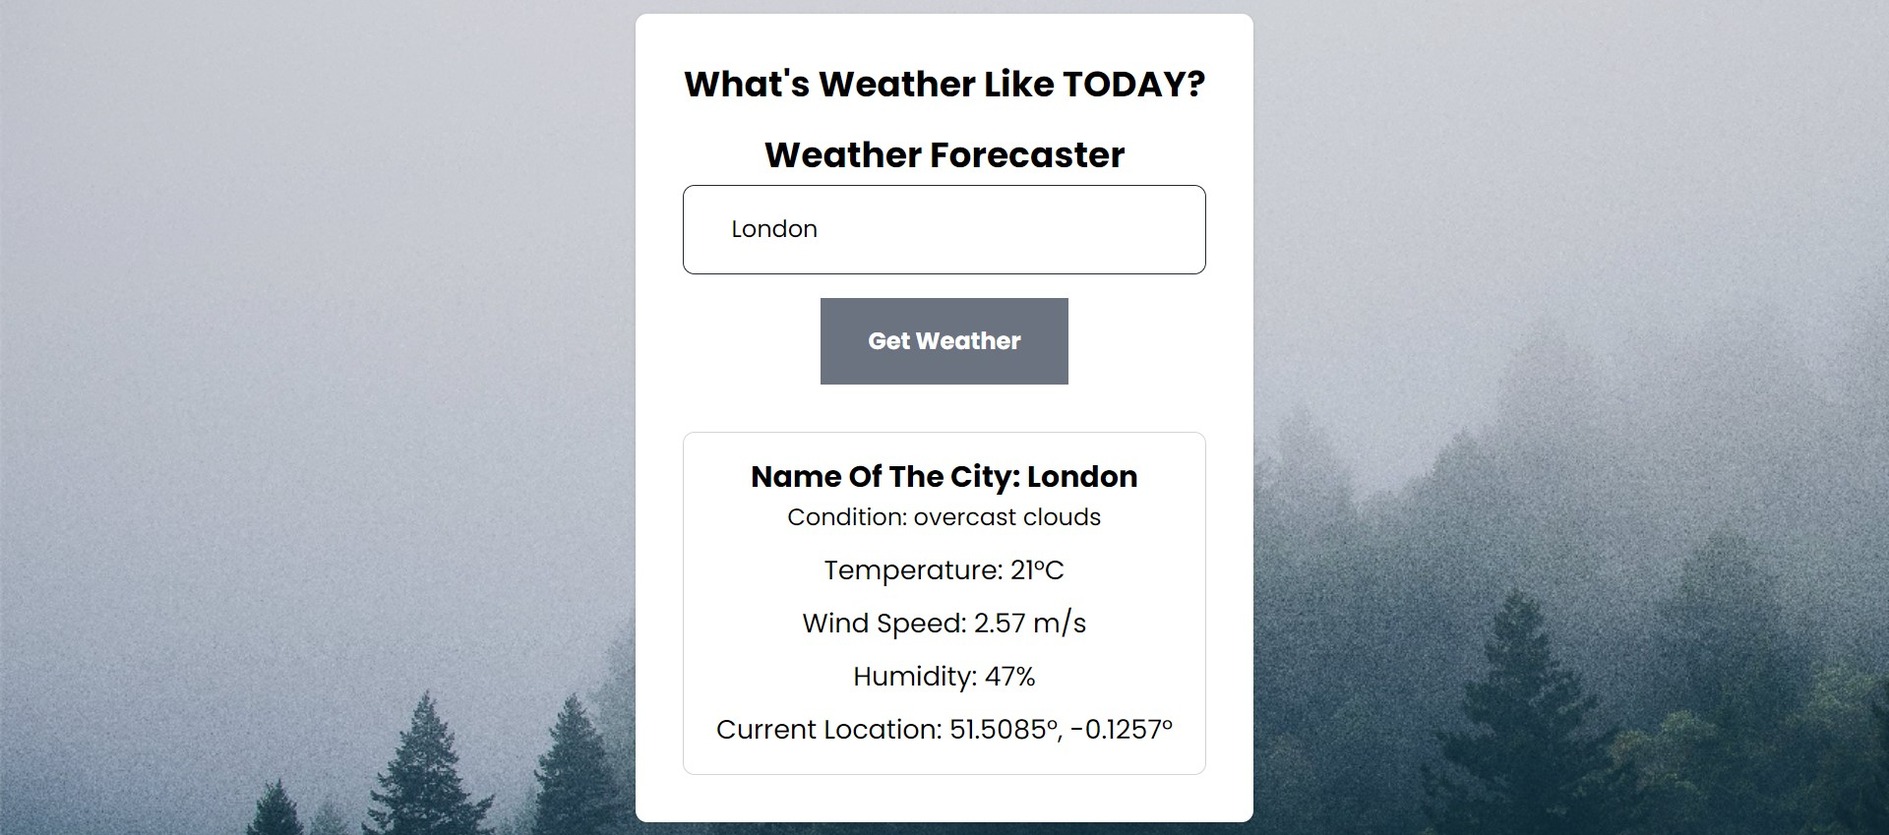 What's Weather Like TODAY?
Weather Forecaster
London
Get Weather
Name Of The City: London
Condition: overcast clouds
Temperature: 21°C
Wind Speed: 2.57 m/s
Humidity: 47%
Current Location: 51.5085°, -0.1257°